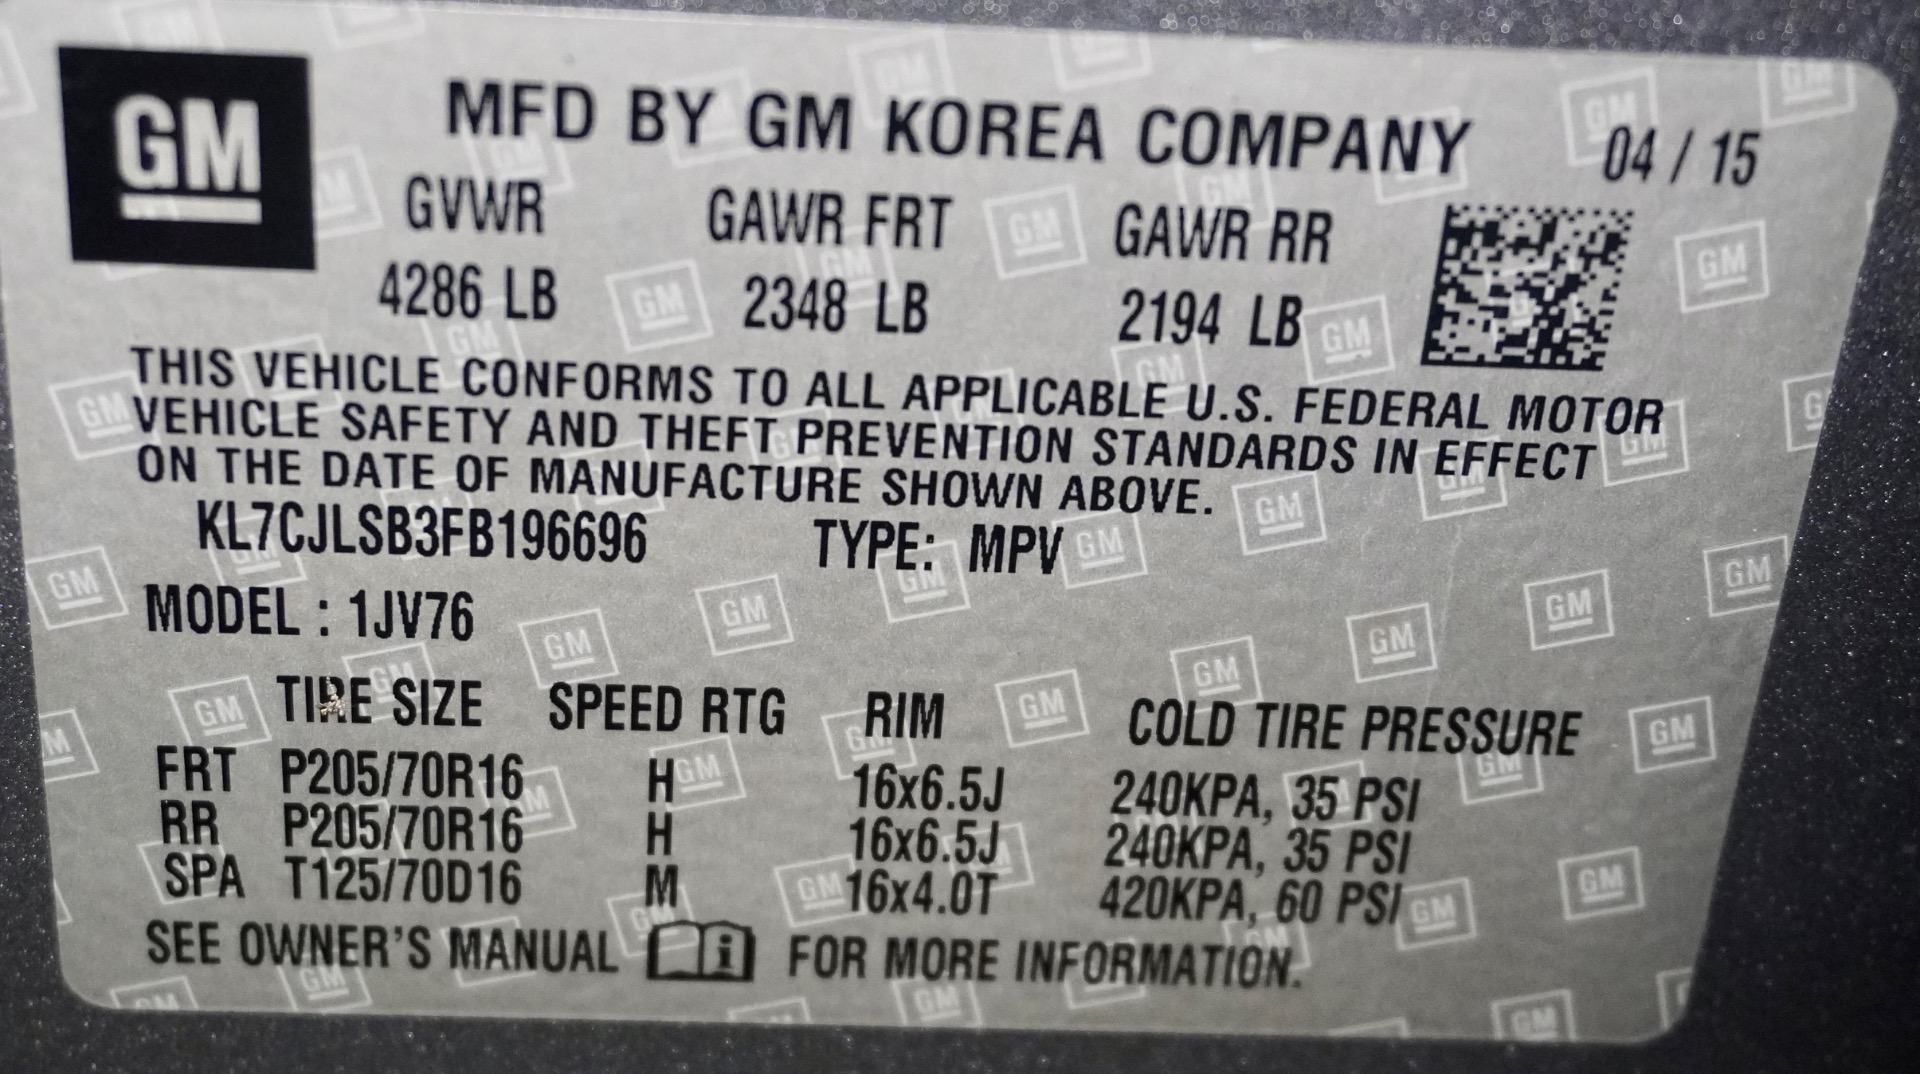 GM
MFD BY GM KOREA COMPANY 04 / 15
GVWR GAWR FRT GAWR RR
4286 LB 2348 LB 2194 LB
THIS VEHICLE CONFORMS TO ALL APPLICABLE U.S. FEDERAL MOTOR
VEHICLE SAFETY AND THEFT PREVENTION STANDARDS IN EFFECT
ON THE DATE OF MANUFACTURE SHOWN ABOVE.
KL7CJLSB3FB196696 TYPE: MPV
MODEL : 1JV76
TIRE SIZE SPEED RTG RIM COLD TIRE PRESSURE
FRT P205/70R16 H 16x6.5J 240KPA, 35 PSI
RR P205/70R16 H 16x6.5J 240KPA, 35 PSI
SPA T125/70D16 M 16x4.0T 420KPA, 60 PSI
SEE OWNER'S MANUAL FOR MORE INFORMATION.